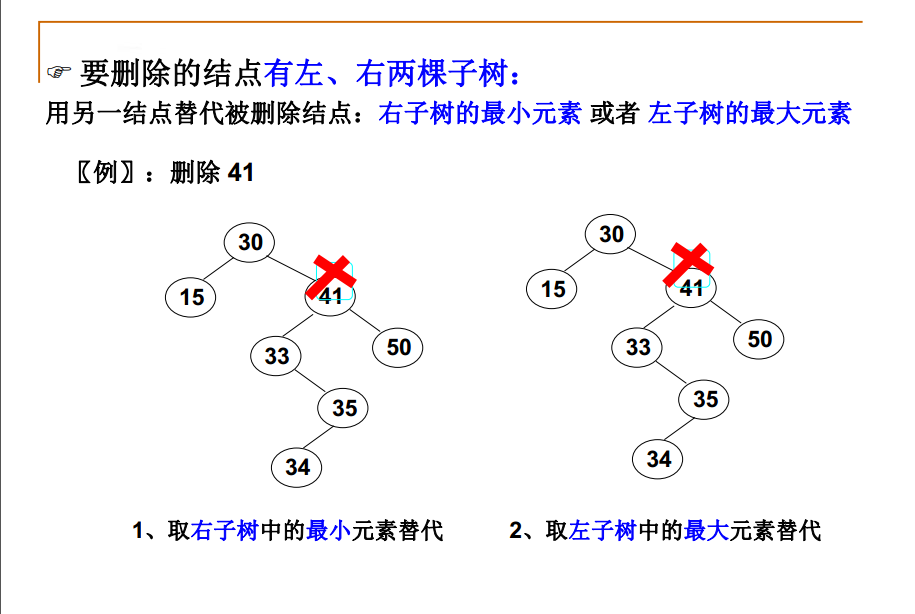 ☞ 要删除的结点有左、右两棵子树：
用另一结点替代被删除结点：右子树的最小元素 或者 左子树的最大元素
〖例〗：删除 41
30
15
41
33
50
35
34
30
15
41
33
50
35
34
1、取右子树中的最小元素替代
2、取左子树中的最大元素替代